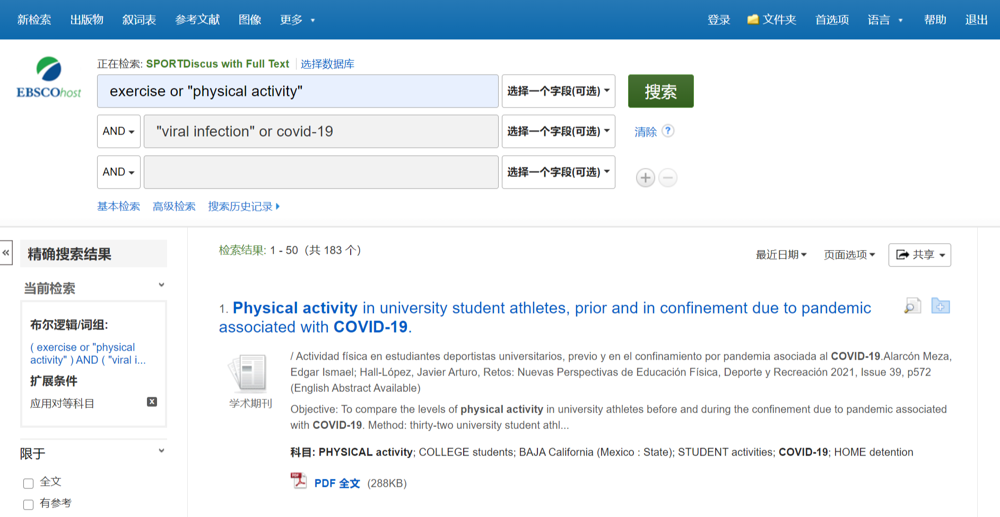 新检索 出版物 叙词表 参考文献 图像 更多 登录 文件夹 首选项 语言 帮助 退出
EBSCOhost
正在检索: SPORTDiscus with Full Text 选择数据库
exercise or "physical activity" 选择一个字段(可选) 搜索
AND "viral infection" or covid-19 选择一个字段(可选) 清除 ?
AND 选择一个字段(可选)
基本检索 高级检索 搜索历史记录
« 精确搜索结果
当前检索
布尔逻辑/词组:
( exercise or "physical
activity" ) AND ( "viral i...
扩展条件
应用对等科目 x
限于
全文
有参考
检索结果: 1 - 50（共 183 个）
最近日期 页面选项 共享
1. Physical activity in university student athletes, prior and in confinement due to pandemic
associated with COVID-19.
学术期刊
/ Actividad física en estudiantes deportistas universitarios, previo y en el confinamiento por pandemia asociada al COVID-19.Alarcón Meza,
Edgar Ismael; Hall-López, Javier Arturo, Retos: Nuevas Perspectivas de Educación Física, Deporte y Recreación 2021, Issue 39, p572
(English Abstract Available)
Objective: To compare the levels of physical activity in university athletes before and during the confinement due to pandemic associated
with COVID-19. Method: thirty-two university student athl...
科目: PHYSICAL activity; COLLEGE students; BAJA California (Mexico : State); STUDENT activities; COVID-19; HOME detention
PDF PDF 全文 (288KB)